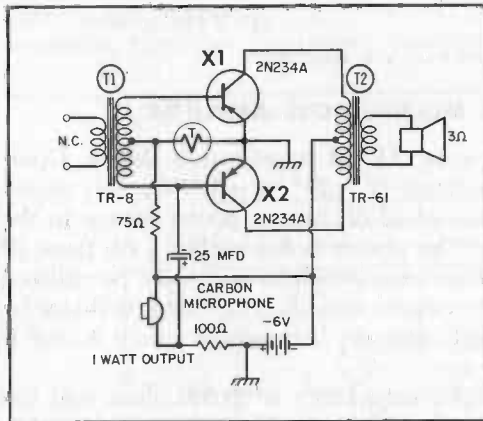 X1
2N234A
T1
T2
N.C.
T
3Ω
X2
TR-8
2N234A
TR-61
75Ω
25 MFD
+
CARBON
MICROPHONE
-6V
100Ω
+
-
1 WATT OUTPUT